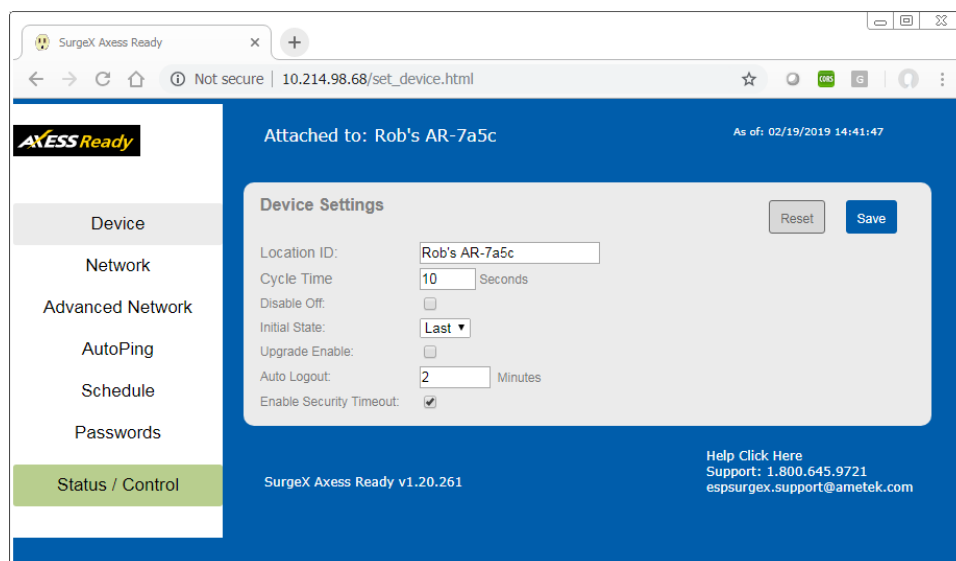 SurgeX Axess Ready
Not secure | 10.214.98.68/set_device.html
CORS
G
AXESS Ready
Attached to: Rob's AR-7a5c
As of: 02/19/2019 14:41:47
Device
Network
Advanced Network
AutoPing
Schedule
Passwords
Status / Control
Device Settings
Reset
Save
Location ID: Rob's AR-7a5c
Cycle Time 10 Seconds
Disable Off:
Initial State: Last
Upgrade Enable:
Auto Logout: 2 Minutes
Enable Security Timeout:
SurgeX Axess Ready v1.20.261
Help Click Here
Support: 1.800.645.9721
espsurgex.support@ametek.com